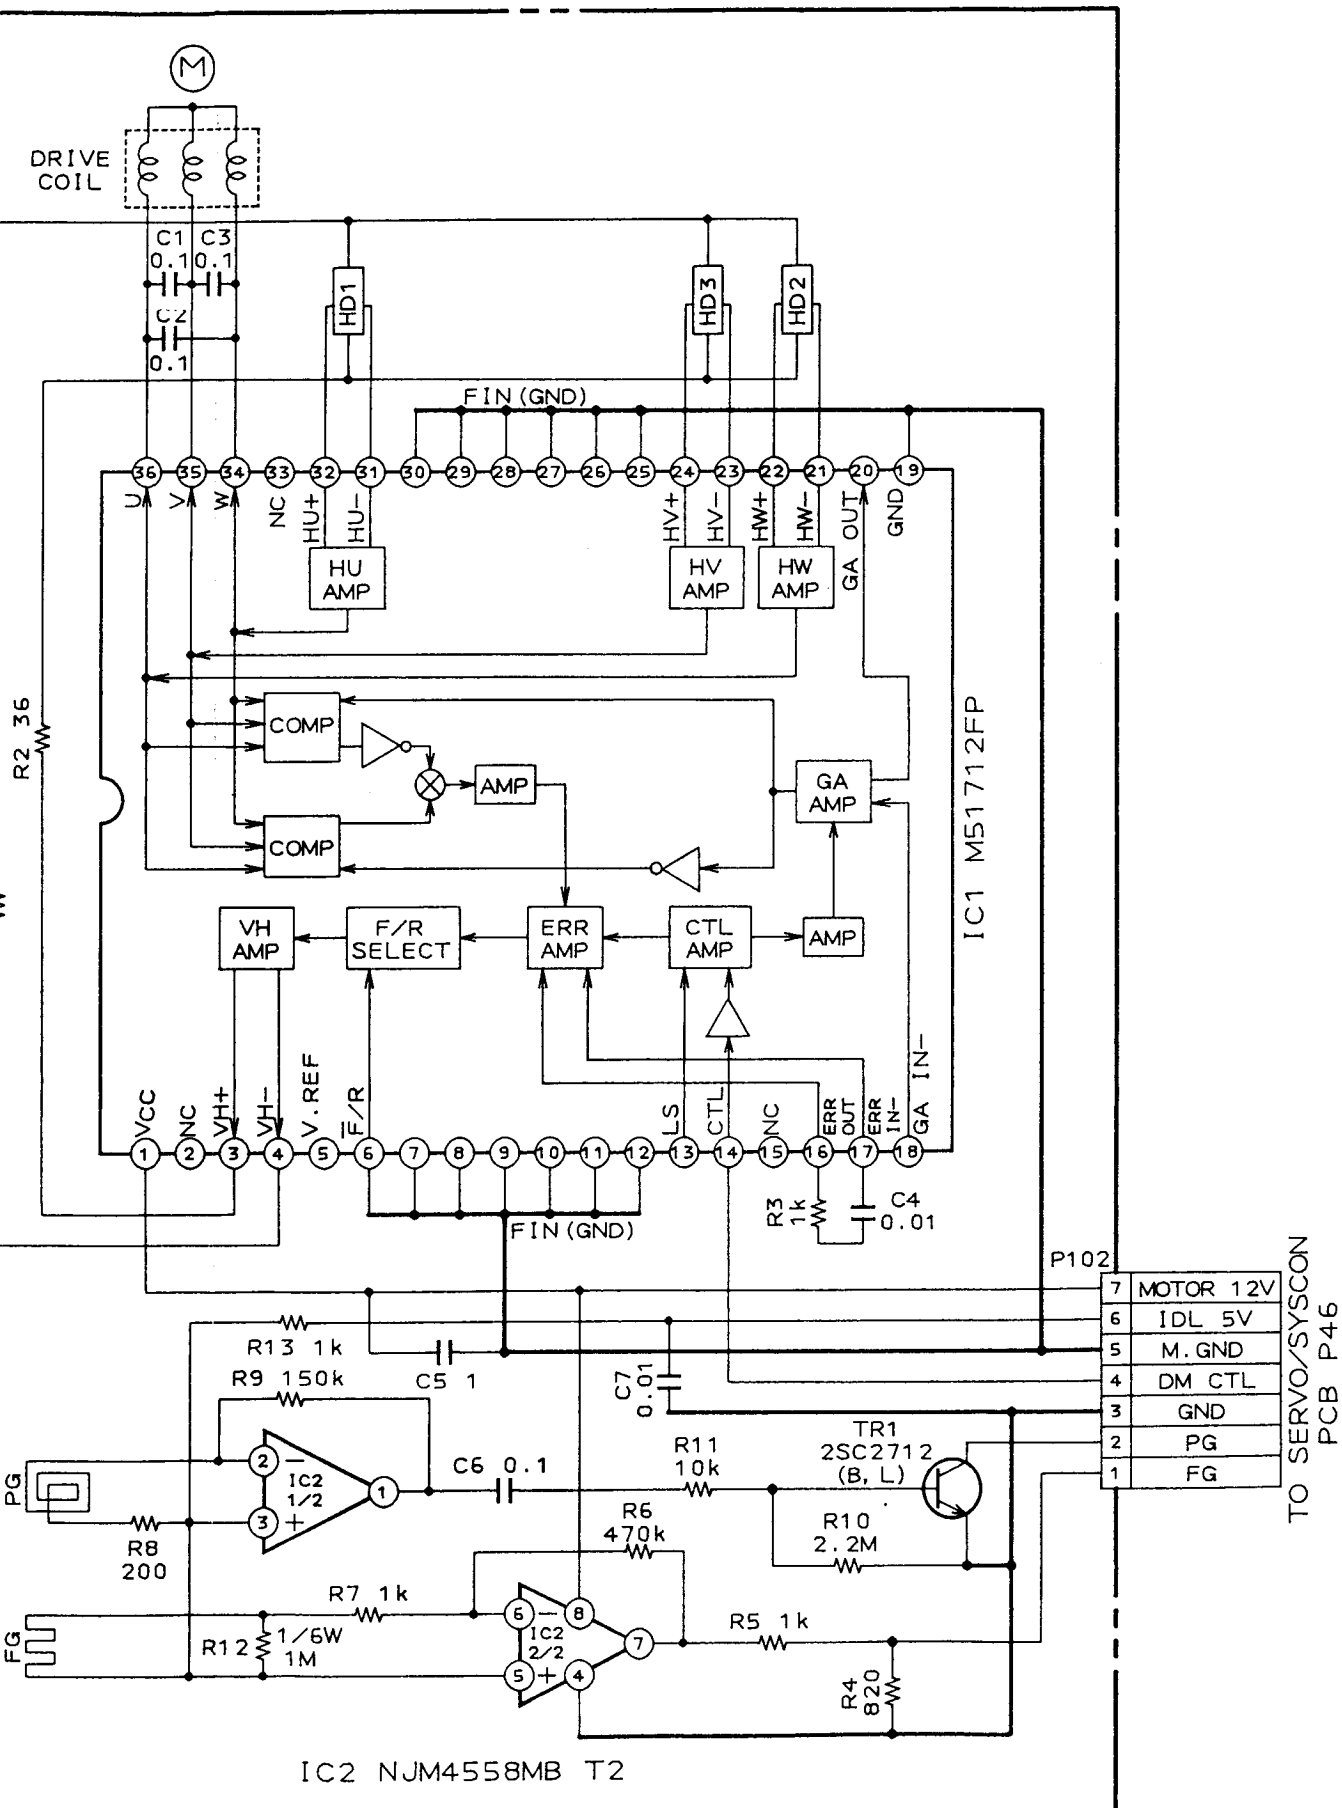 M
DRIVE
COIL
C1 C3
0.1 0.1
C2
0.1
HD1
HD3
HD2
FIN (GND)
36 35 34 33 32 31 30 29 28 27 26 25 24 23 22 21 20 19
U
V
W
NC
HU+
HU-
HV+
HV-
HW+
HW-
GA OUT
GND
HU
AMP
HV
AMP
HW
AMP
R2 36
COMP
AMP
GA
AMP
COMP
IC1 M51712FP
VH
AMP
F/R
SELECT
ERR
AMP
CTL
AMP
AMP
VCC
NC
VH+
VH-
V.REF
F̅/R
LS
CTL
NC
ERR
OUT
ERR
IN-
GA IN-
1 2 3 4 5 6 7 8 9 10 11 12 13 14 15 16 17 18
FIN (GND)
R3
1k
C4
0.01
P102
7 MOTOR 12V
6 IDL 5V
5 M.GND
4 DM CTL
3 GND
2 PG
1 FG
TO SERVO/SYSCON
PCB P46
R13 1k
C5 1
C7
0.01
R9 150k
PG
2 −
IC2
1/2
1
3 +
R8
200
C6 0.1
R11
10k
TR1
2SC2712
(B, L)
R10
2.2M
R6
470k
R7 1k
FG
R12
1/6W
1M
6 − 8
IC2
2/2
7
5 + 4
R5 1k
R4
820
IC2 NJM4558MB T2